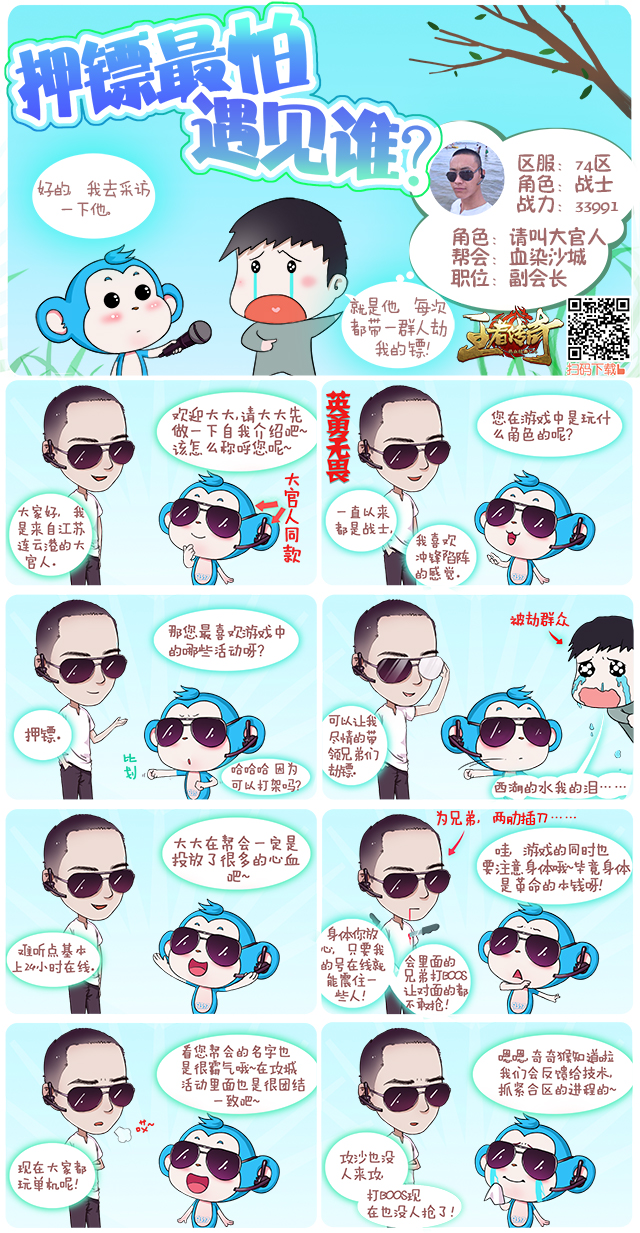 押镖最怕
遇见谁?
好的，我去采访
一下他。
区服：74区
角色：战士
战力：33991
角色：请叫大官人
帮会：血染沙城
职位：副会长
就是他，每次
都带一群人劫
我的镖!
王者传奇
扫码下载
欢迎大大,请大大先
做一下自我介绍吧~
该怎么称呼您呢~
大官人同款
大家好，我
是来自江苏
连云港的大
官人。
英勇无畏
您在游戏中是玩什
么角色的呢?
一直以来
都是战士,
我喜欢
冲锋陷阵
的感觉.
那您最喜欢游戏中
的哪些活动呀?
押镖.
比划
哈哈哈 因为
可以打架吗?
被劫群众
可以让我
尽情的带
领兄弟们
劫镖.
西湖的水我的泪……
大大在帮会一定是
投放了很多的心血
吧~
难听点基本
上24小时在线.
为兄弟，两肋插刀……
哇，游戏的同时也
要注意身体哦~毕竟身体
是革命的本钱呀!
身体你放
心，只要我
的号在线就
能震住一
些人!
会里面的
兄弟打BOOS
让对面的都
不敢抢!
看您帮会的名字也
是很霸气哦~在攻城
活动里面也是很团结
一致吧~
哎~
现在大家都
玩单机呢!
嗯嗯,奇奇猴知道啦
我们会反馈给技术,
抓紧合区的进程的~
攻沙也没
人来攻,
打BOOS现
在也没人抢了!